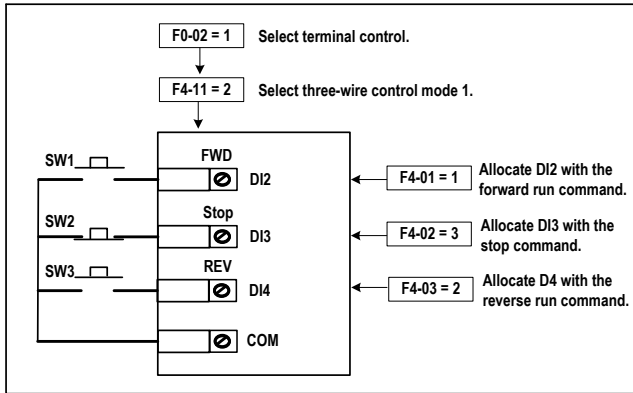 F0-02 = 1 Select terminal control.
F4-11 = 2 Select three-wire control mode 1.
SW1
FWD
DI2
F4-01 = 1
Allocate DI2 with the
forward run command.
SW2
Stop
DI3
F4-02 = 3
Allocate DI3 with the
stop command.
SW3
REV
DI4
F4-03 = 2
Allocate D4 with the
reverse run command.
COM